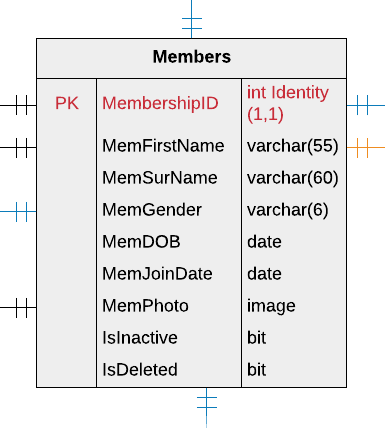 Members
PK MembershipID int Identity
(1,1)
MemFirstName varchar(55)
MemSurName varchar(60)
MemGender varchar(6)
MemDOB date
MemJoinDate date
MemPhoto image
IsInactive bit
IsDeleted bit